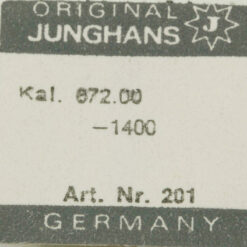 ORIGINAL
JUNGHANS J
Kal. 672.00
-1400
Art. Nr. 201
GERMANY